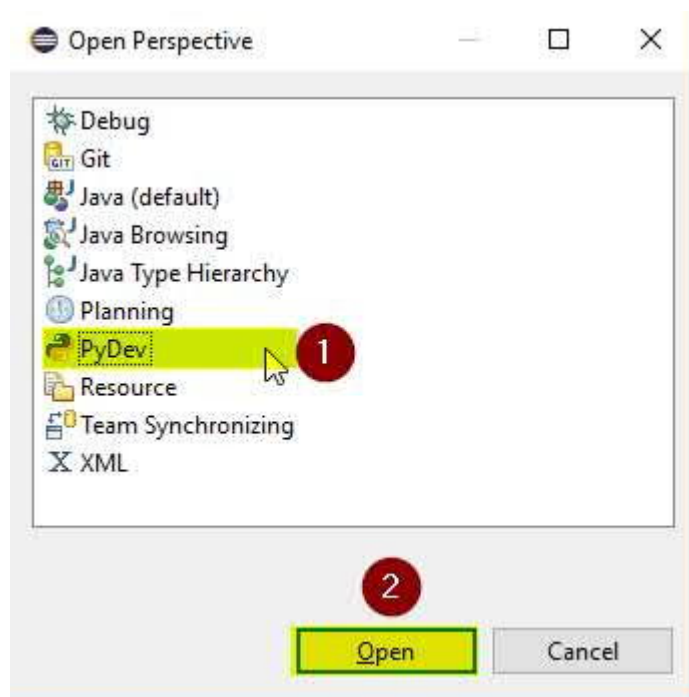 Open Perspective
Debug
GIT Git
Java (default)
Java Browsing
Java Type Hierarchy
Planning
PyDev
1
Resource
Team Synchronizing
X XML
2
Open Cancel